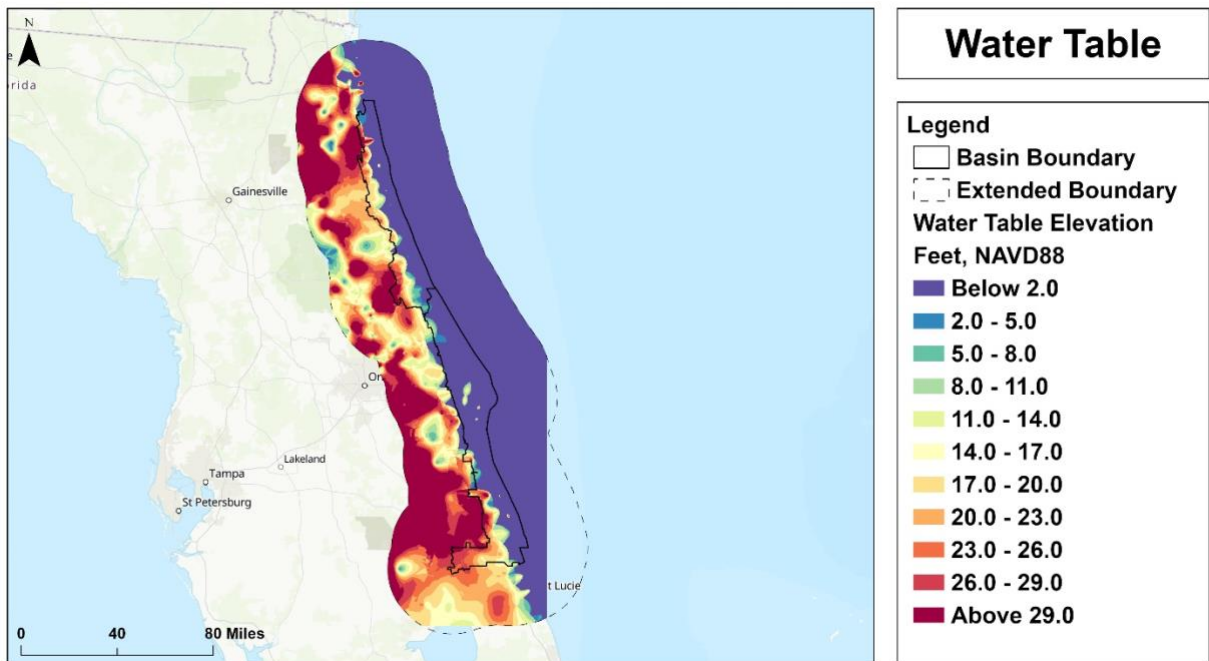 N
e
orida
Gainesville
Or
Lakeland
Tampa
St Petersburg
t Lucie
0 40 80 Miles
Water Table
Legend
Basin Boundary
Extended Boundary
Water Table Elevation
Feet, NAVD88
Below 2.0
2.0 - 5.0
5.0 - 8.0
8.0 - 11.0
11.0 - 14.0
14.0 - 17.0
17.0 - 20.0
20.0 - 23.0
23.0 - 26.0
26.0 - 29.0
Above 29.0